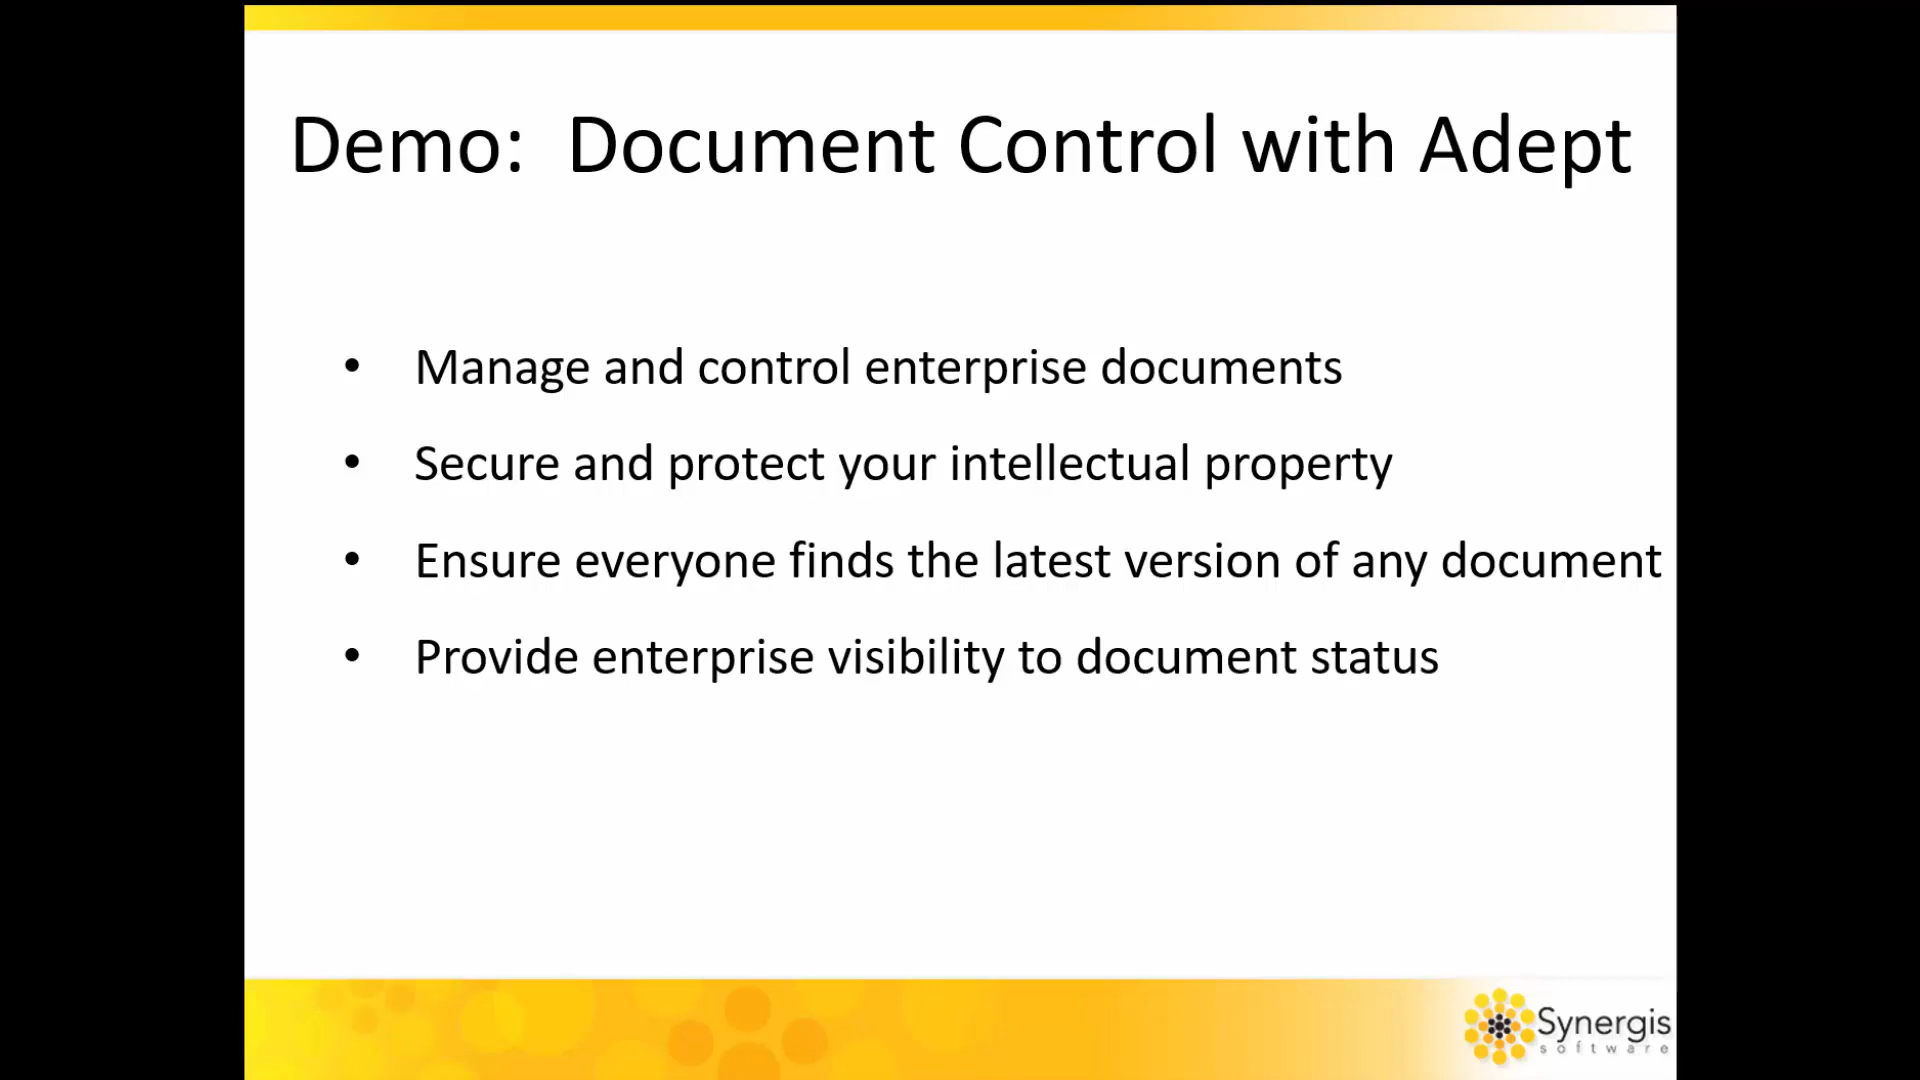 Demo:  Document Control with Adept
• Manage and control enterprise documents
• Secure and protect your intellectual property
• Ensure everyone finds the latest version of any document
• Provide enterprise visibility to document status
Synergis
software